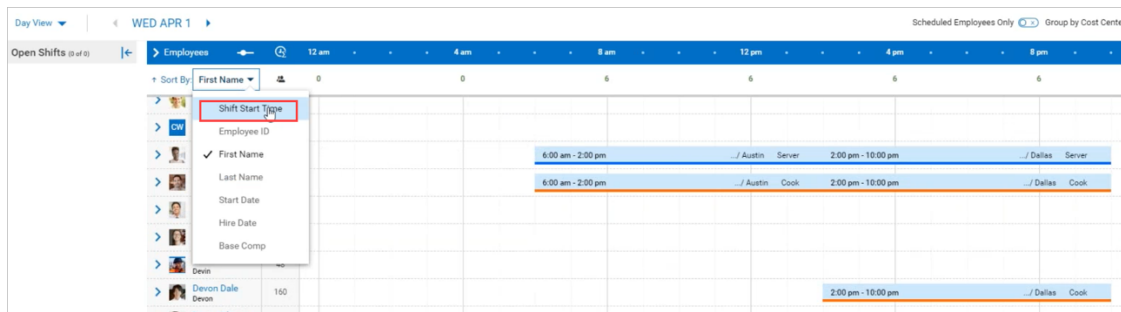 Day View WED APR 1 Scheduled Employees Only Group by Cost Cente
Open Shifts (0 of 0) Employees 12 am 4 am 8 am 12 pm 4 pm 8 pm
Sort By: First Name 0 0 6 6 6 6
Shift Start Time
CW Employee ID
First Name 6:00 am - 2:00 pm .../ Austin Server 2:00 pm - 10:00 pm .../ Dallas Server
Last Name 6:00 am - 2:00 pm .../ Austin Cook 2:00 pm - 10:00 pm .../ Dallas Cook
Start Date
Hire Date
Base Comp
Devin
Devon Dale 160 2:00 pm - 10:00 pm .../ Dallas Cook
Devon